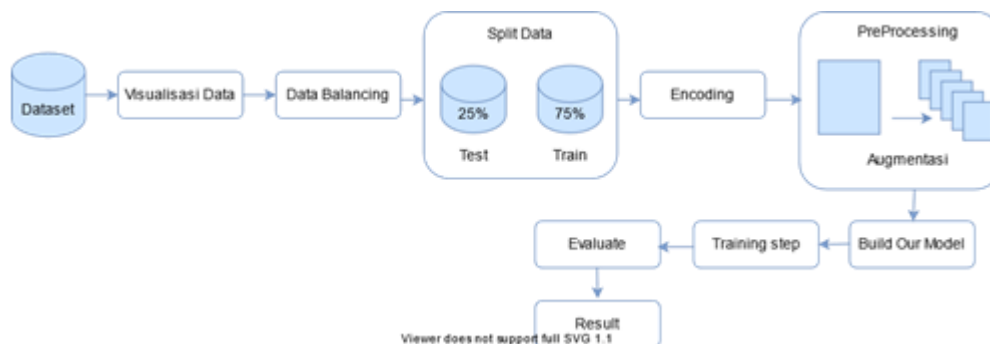 Dataset
Visualisasi Data
Data Balancing
Split Data
25%
75%
Test
Train
Encoding
PreProcessing
Augmentasi
Build Our Model
Training step
Evaluate
Result
Viewer does not support full SVG 1.1